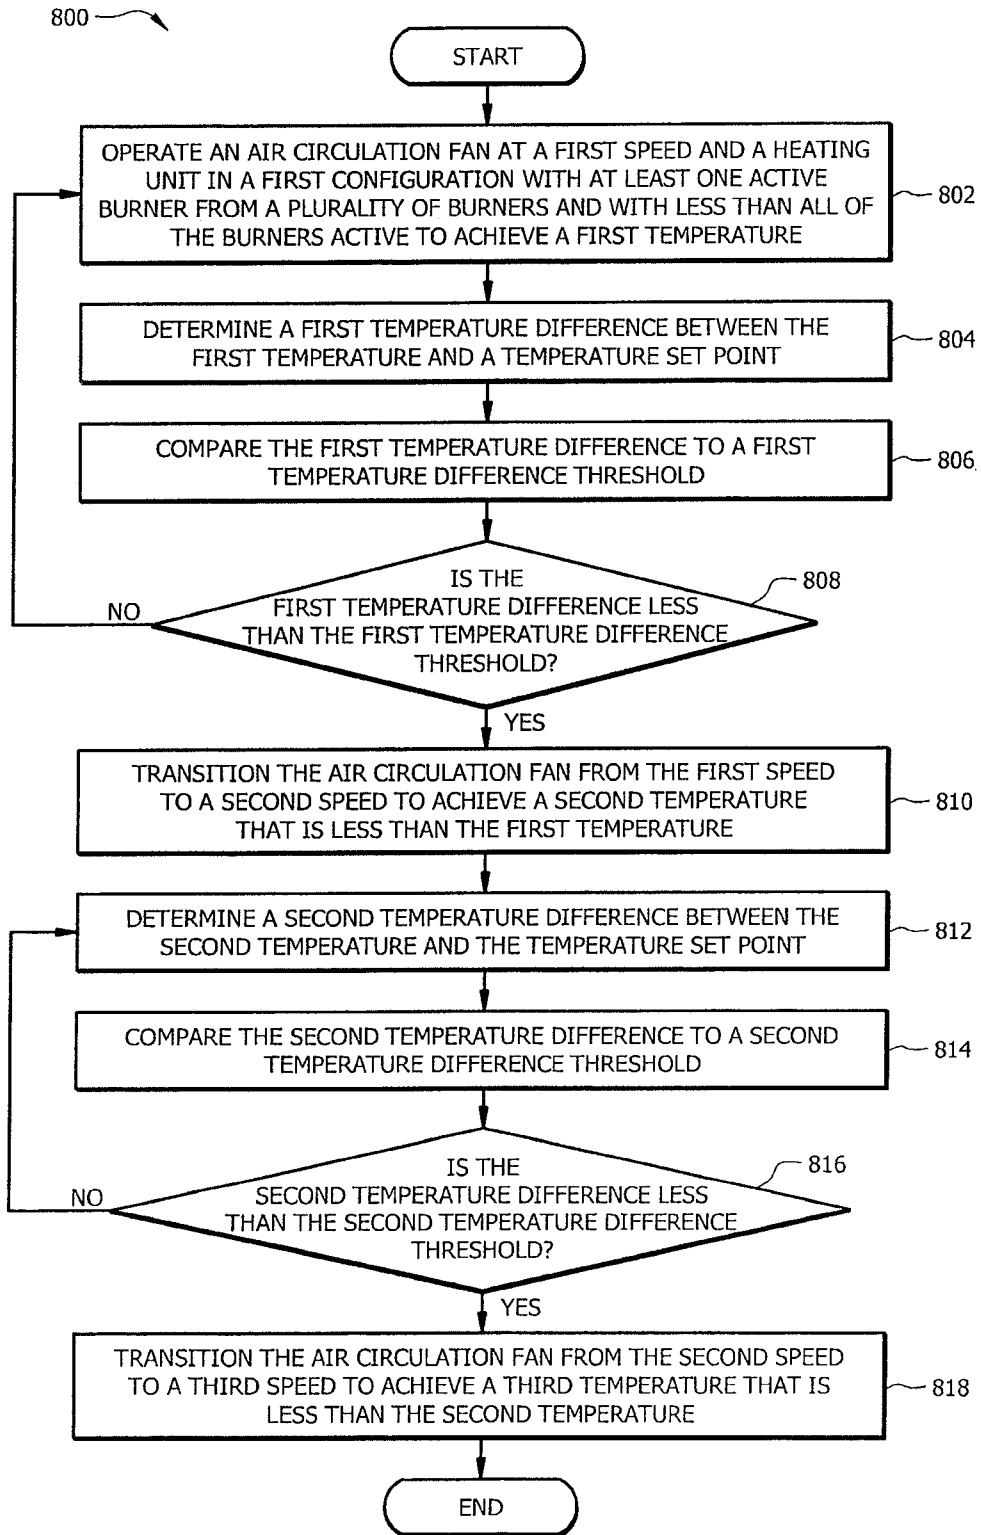 800
START
OPERATE AN AIR CIRCULATION FAN AT A FIRST SPEED AND A HEATING
UNIT IN A FIRST CONFIGURATION WITH AT LEAST ONE ACTIVE
BURNER FROM A PLURALITY OF BURNERS AND WITH LESS THAN ALL OF
THE BURNERS ACTIVE TO ACHIEVE A FIRST TEMPERATURE
802
DETERMINE A FIRST TEMPERATURE DIFFERENCE BETWEEN THE
FIRST TEMPERATURE AND A TEMPERATURE SET POINT
804
COMPARE THE FIRST TEMPERATURE DIFFERENCE TO A FIRST
TEMPERATURE DIFFERENCE THRESHOLD
806
IS THE
FIRST TEMPERATURE DIFFERENCE LESS
THAN THE FIRST TEMPERATURE DIFFERENCE
THRESHOLD?
808
NO
YES
TRANSITION THE AIR CIRCULATION FAN FROM THE FIRST SPEED
TO A SECOND SPEED TO ACHIEVE A SECOND TEMPERATURE
THAT IS LESS THAN THE FIRST TEMPERATURE
810
DETERMINE A SECOND TEMPERATURE DIFFERENCE BETWEEN THE
SECOND TEMPERATURE AND THE TEMPERATURE SET POINT
812
COMPARE THE SECOND TEMPERATURE DIFFERENCE TO A SECOND
TEMPERATURE DIFFERENCE THRESHOLD
814
IS THE
SECOND TEMPERATURE DIFFERENCE LESS
THAN THE SECOND TEMPERATURE DIFFERENCE
THRESHOLD?
816
NO
YES
TRANSITION THE AIR CIRCULATION FAN FROM THE SECOND SPEED
TO A THIRD SPEED TO ACHIEVE A THIRD TEMPERATURE THAT IS
LESS THAN THE SECOND TEMPERATURE
818
END